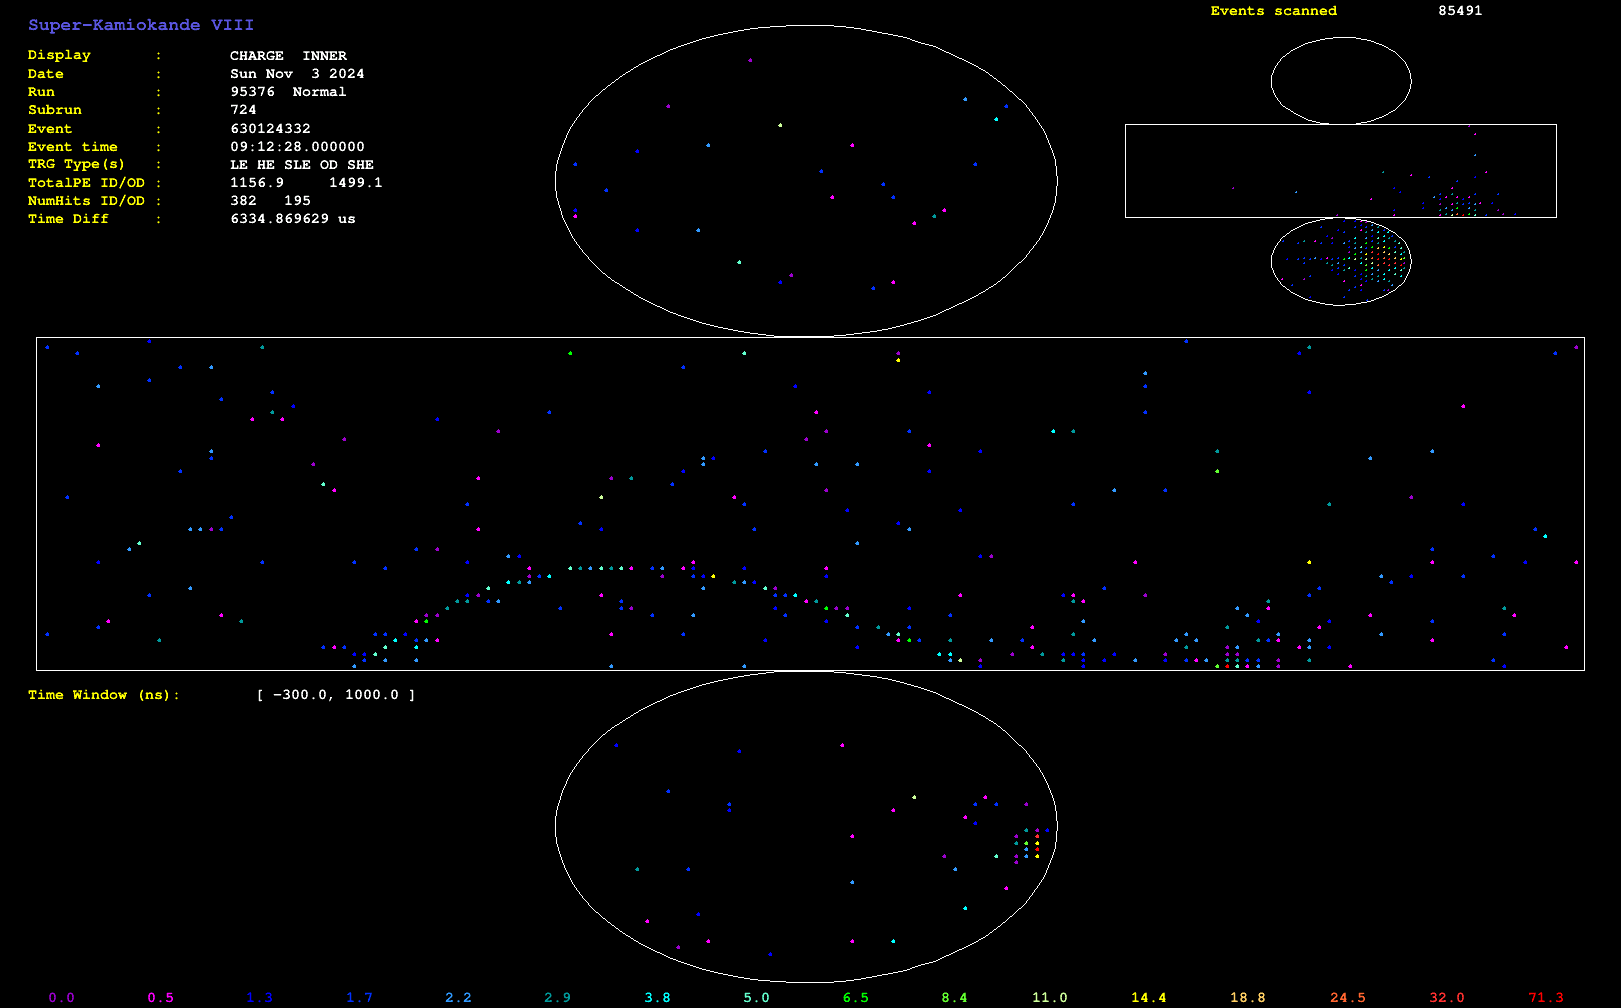 Super-Kamiokande VIII
Events scanned 85491
Display : CHARGE INNER
Date : Sun Nov 3 2024
Run : 95376 Normal
Subrun : 724
Event : 630124332
Event time : 09:12:28.000000
TRG Type(s) : LE HE SLE OD SHE
TotalPE ID/OD : 1156.9 1499.1
NumHits ID/OD : 382 195
Time Diff : 6334.869629 us
Time Window (ns): [ -300.0, 1000.0 ]
0.0 0.5 1.3 1.7 2.2 2.9 3.8 5.0 6.5 8.4 11.0 14.4 18.8 24.5 32.0 71.3